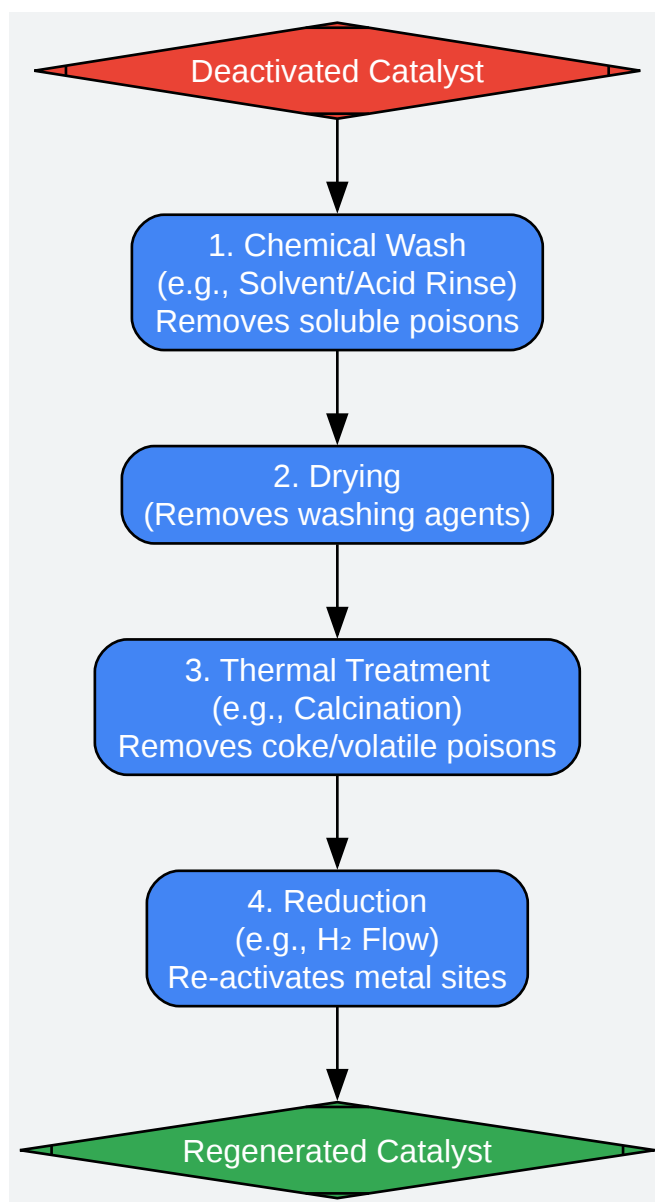 Deactivated Catalyst
1. Chemical Wash
(e.g., Solvent/Acid Rinse)
Removes soluble poisons
2. Drying
(Removes washing agents)
3. Thermal Treatment
(e.g., Calcination)
Removes coke/volatile poisons
4. Reduction
(e.g., H₂ Flow)
Re-activates metal sites
Regenerated Catalyst